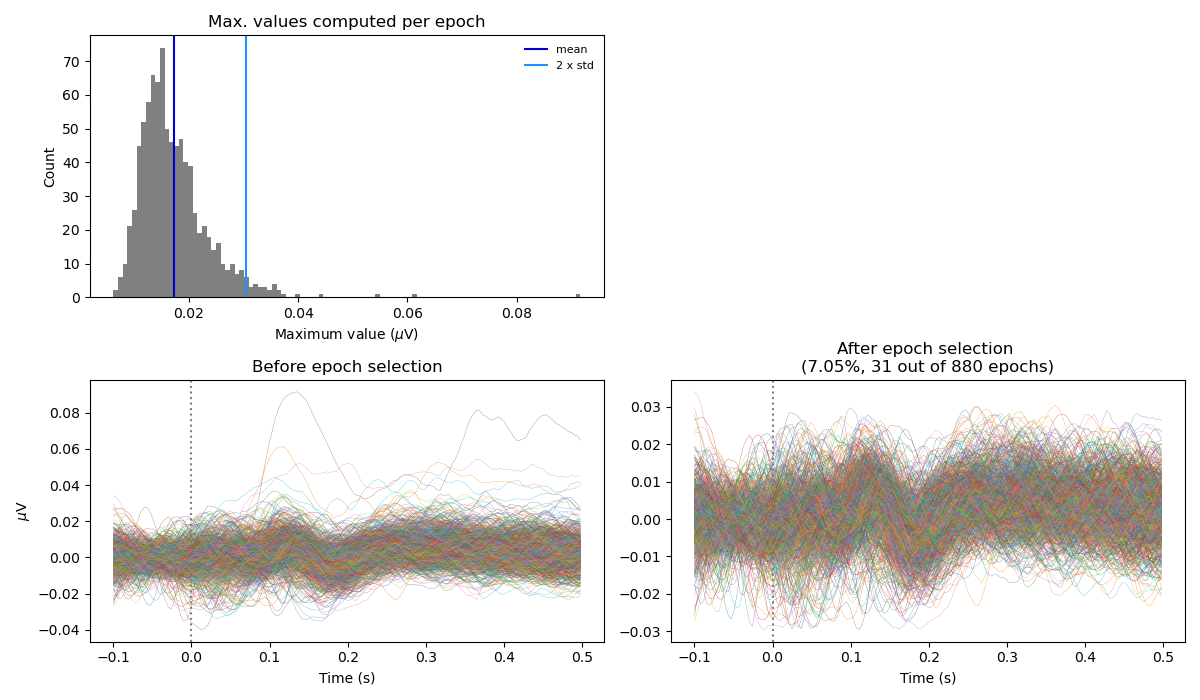 Max. values computed per epoch
mean
2 x std
70
60
50
40
30
20
10
0
Count
0.02 0.04 0.06 0.08
Maximum value (μV)
Before epoch selection
0.08
0.06
0.04
0.02
0.00
−0.02
−0.04
μV
−0.1 0.0 0.1 0.2 0.3 0.4 0.5
Time (s)
After epoch selection
(7.05%, 31 out of 880 epochs)
0.03
0.02
0.01
0.00
−0.01
−0.02
−0.03
−0.1 0.0 0.1 0.2 0.3 0.4 0.5
Time (s)